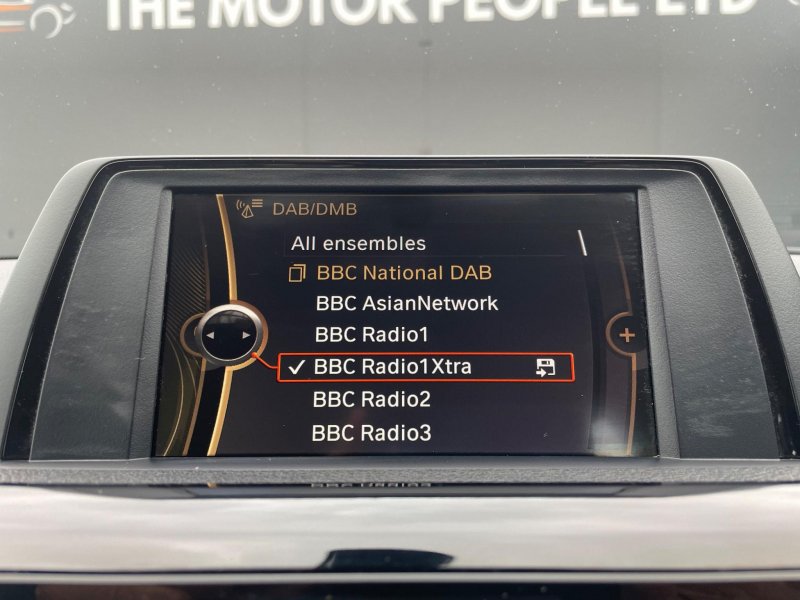 THE MOTOR PEOPLE LTD
DAB/DMB
All ensembles
BBC National DAB
BBC AsianNetwork
BBC Radio1
BBC Radio1Xtra
BBC Radio2
BBC Radio3